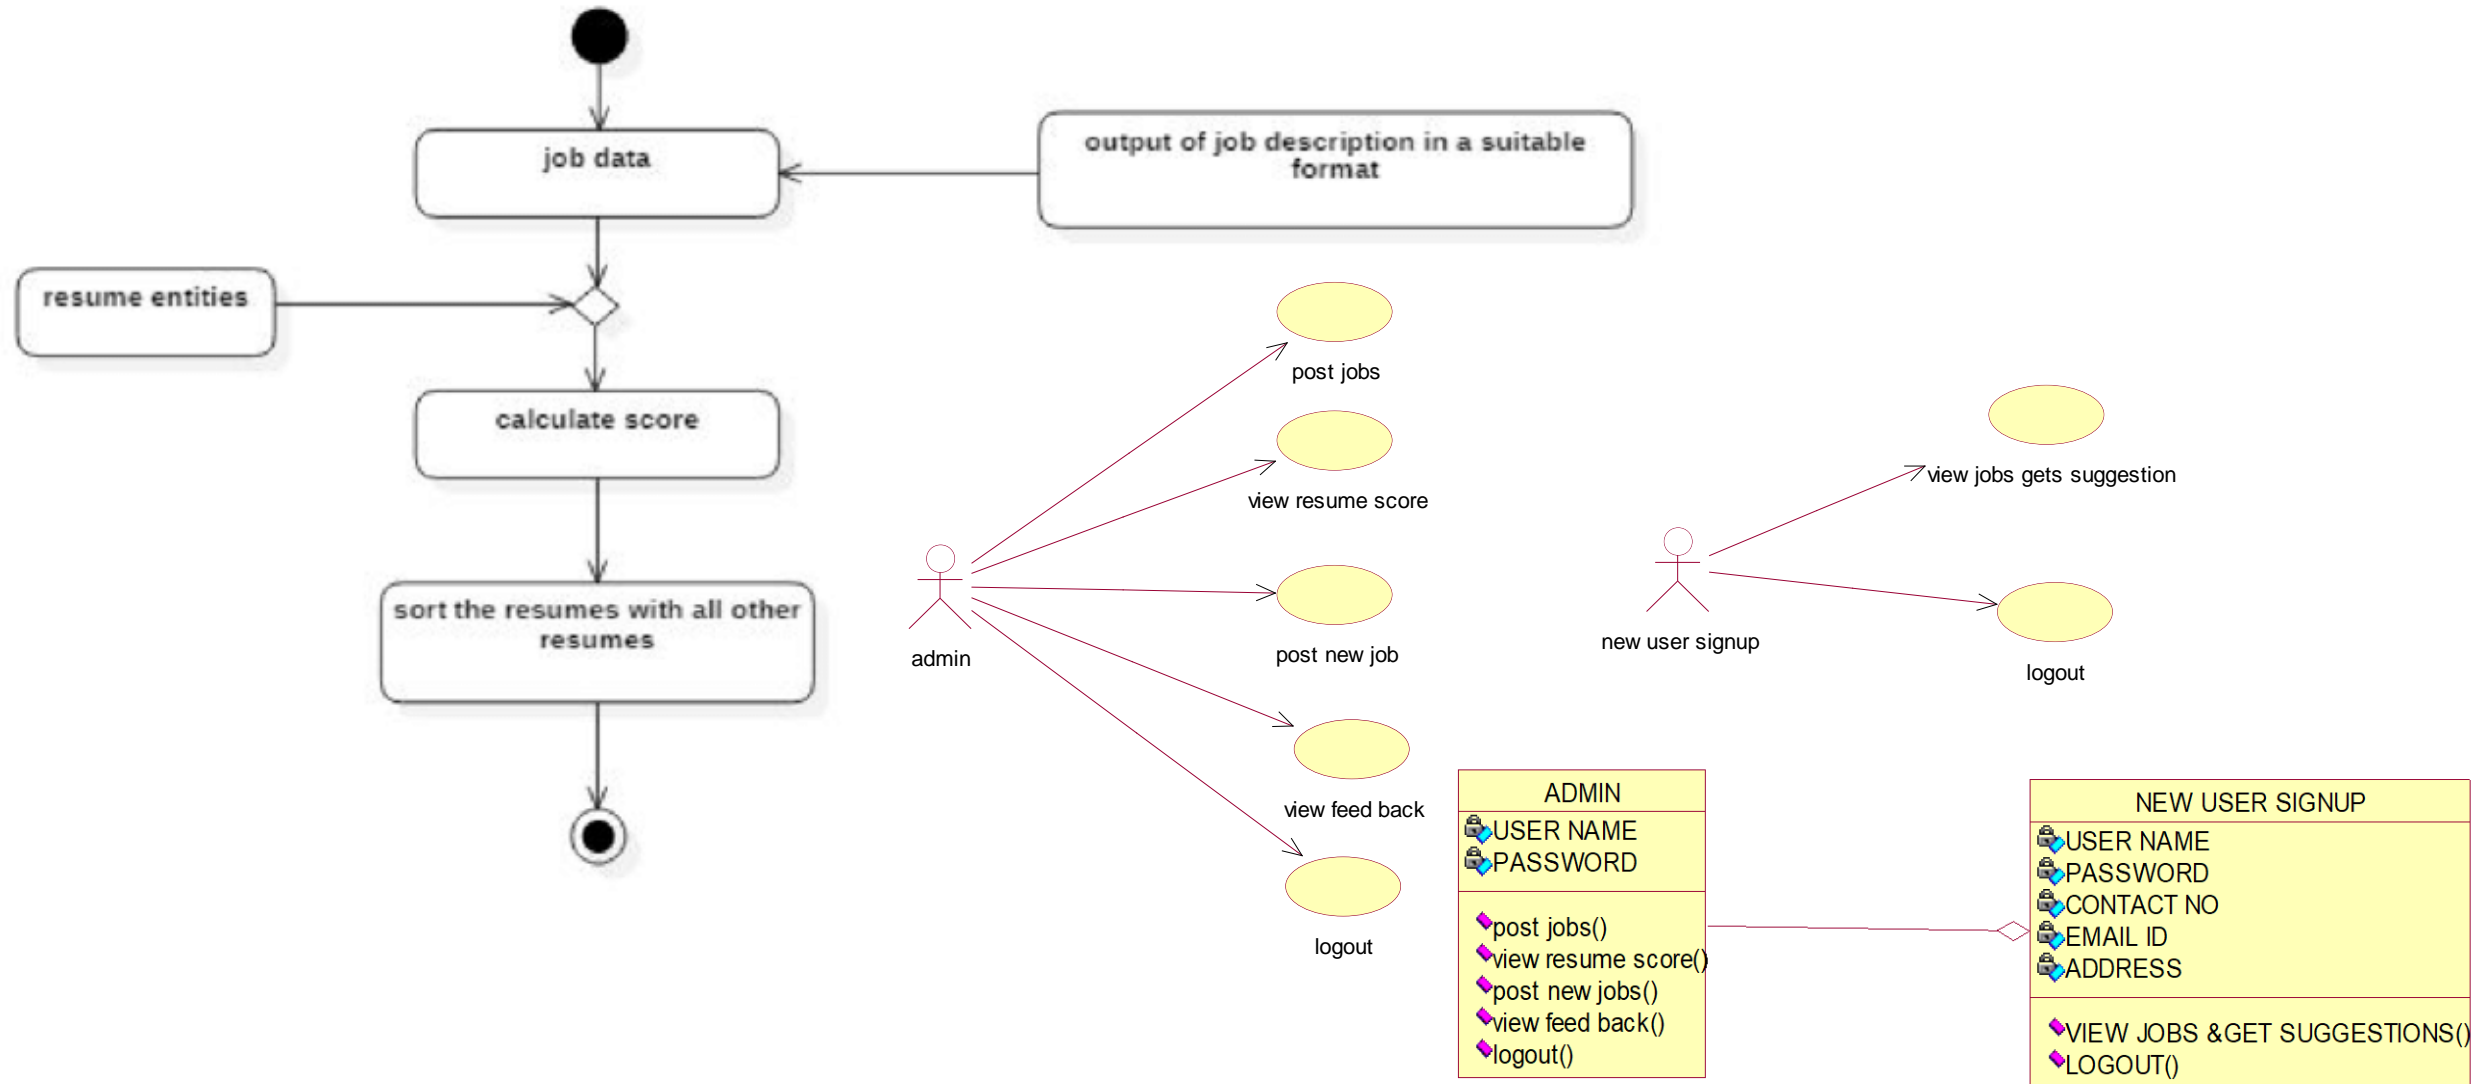 job data
output of job description in a suitable
format
resume entities
calculate score
sort the resumes with all other
resumes
post jobs
view resume score
admin
post new job
view feed back
logout
view jobs gets suggestion
new user signup
logout
ADMIN
USER NAME
PASSWORD
post jobs()
view resume score()
post new jobs()
view feed back()
logout()
NEW USER SIGNUP
USER NAME
PASSWORD
CONTACT NO
EMAIL ID
ADDRESS
VIEW JOBS &GET SUGGESTIONS()
LOGOUT()